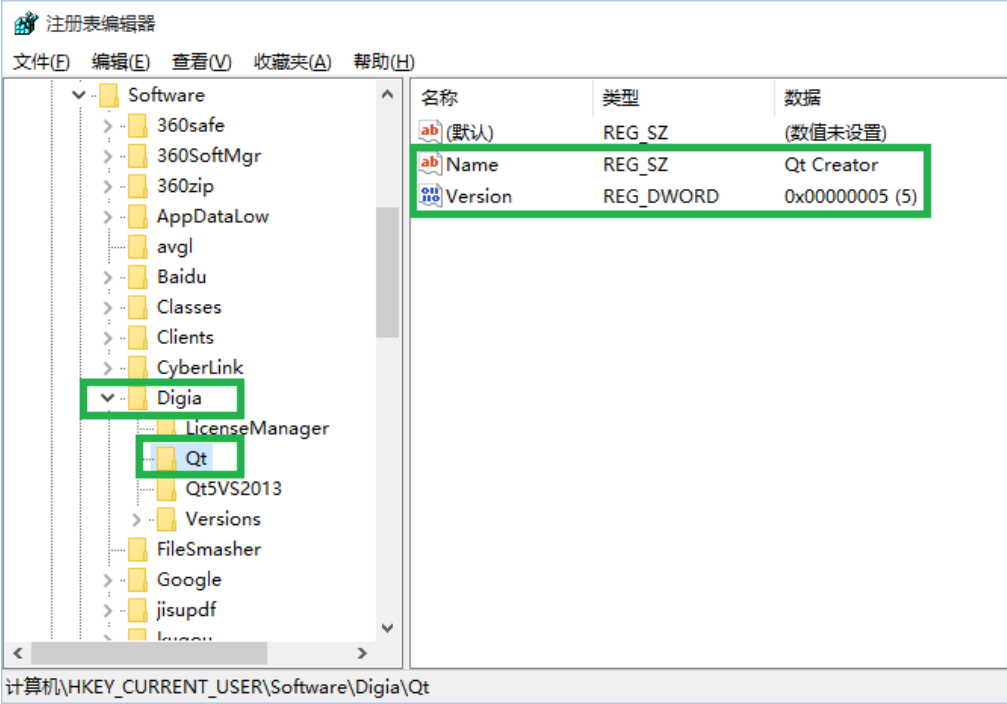 注册表编辑器
文件(F) 编辑(E) 查看(V) 收藏夹(A) 帮助(H)
Software
360safe
360SoftMgr
360zip
AppDataLow
avgl
Baidu
Classes
Clients
CyberLink
Digia
LicenseManager
Qt
Qt5VS2013
Versions
FileSmasher
Google
jisupdf
kugou
名称 类型 数据
(默认) REG_SZ (数值未设置)
Name REG_SZ Qt Creator
Version REG_DWORD 0x00000005 (5)
计算机\HKEY_CURRENT_USER\Software\Digia\Qt